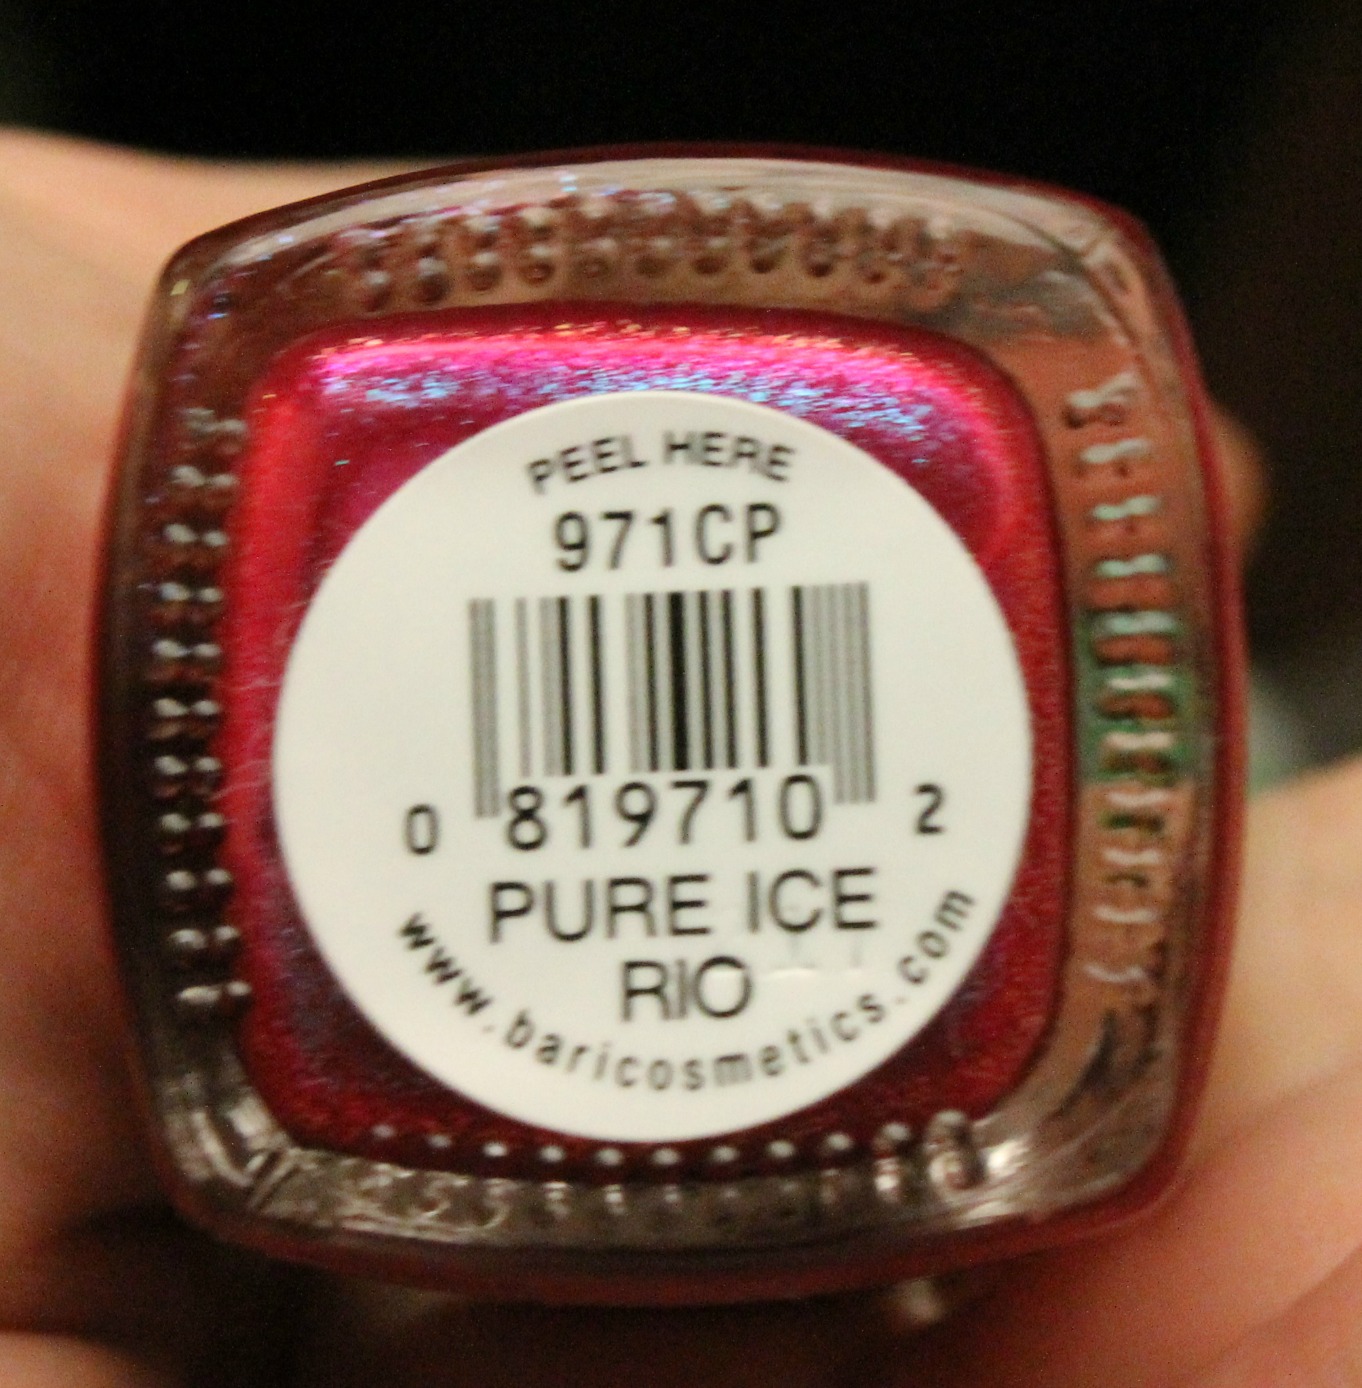 PEEL HERE
971CP
0 819710 2
PURE ICE
RIO
www.baricosmetics.com